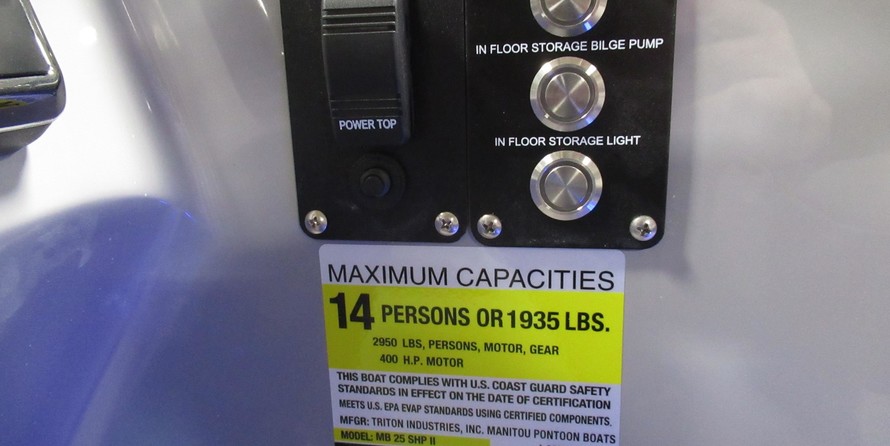 IN FLOOR STORAGE BILGE PUMP
POWER TOP
IN FLOOR STORAGE LIGHT
MAXIMUM CAPACITIES
14 PERSONS OR 1935 LBS.
2950 LBS, PERSONS, MOTOR, GEAR
400 H.P. MOTOR
THIS BOAT COMPLIES WITH U.S. COAST GUARD SAFETY
STANDARDS IN EFFECT ON THE DATE OF CERTIFICATION
MEETS U.S. EPA EVAP STANDARDS USING CERTIFIED COMPONENTS.
MFGR: TRITON INDUSTRIES, INC. MANITOU PONTOON BOATS
MODEL: MB 25 SHP II